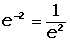 e⁻² = 1/e²